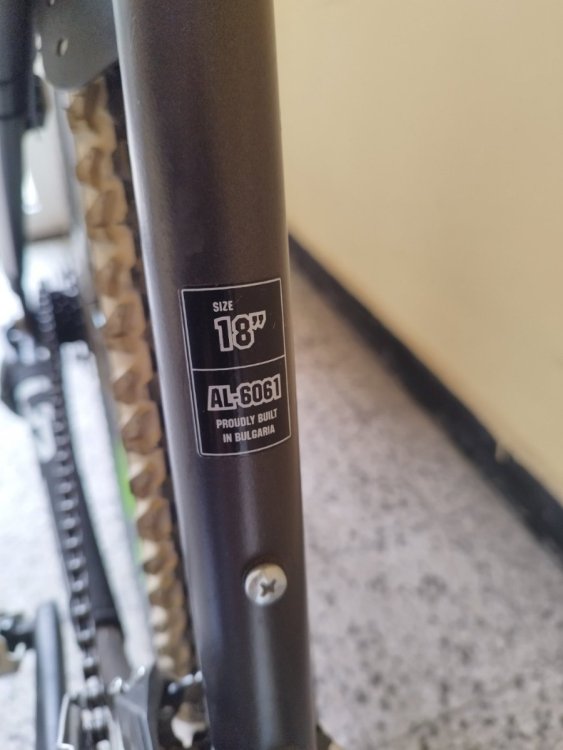 SIZE
18”
AL-6061
PROUDLY BUILT
IN BULGARIA